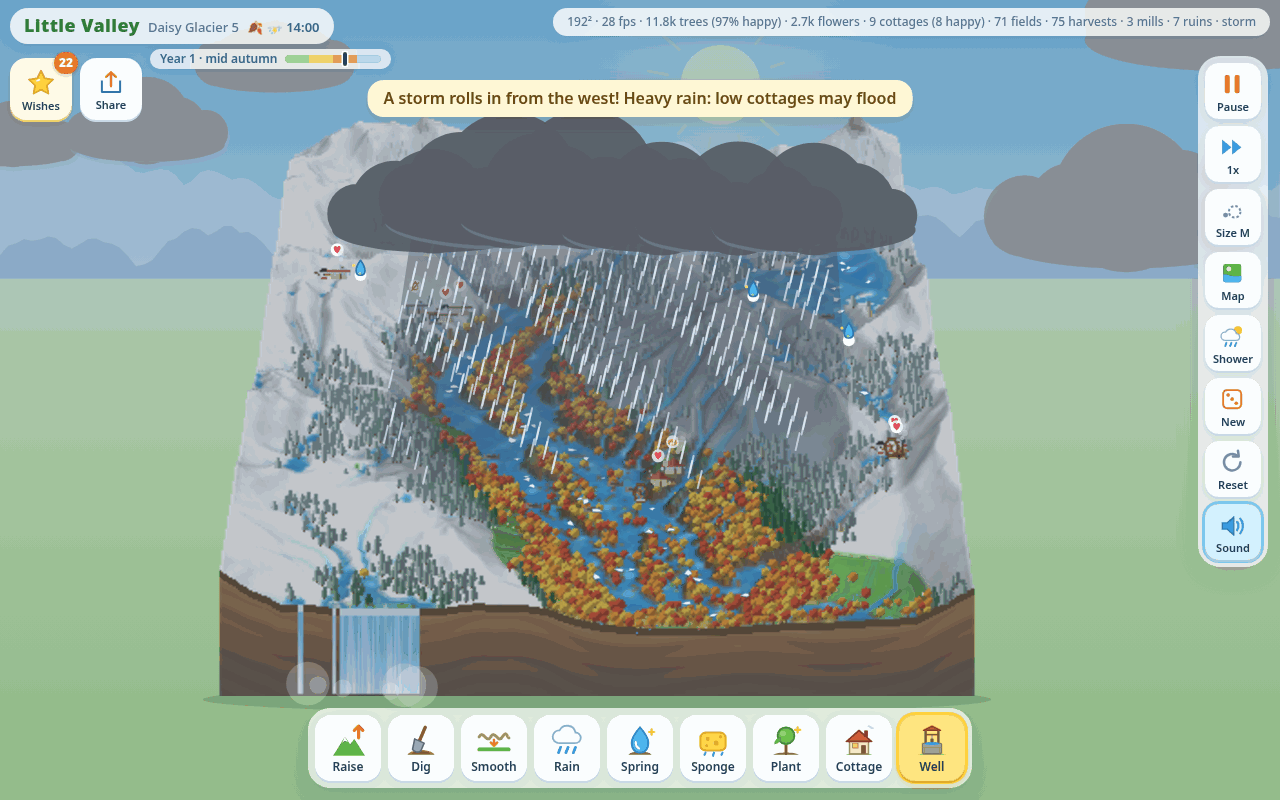 Little Valley Daisy Glacier 5 14:00
192² · 28 fps · 11.8k trees (97% happy) · 2.7k flowers · 9 cottages (8 happy) · 71 fields · 75 harvests · 3 mills · 7 ruins · storm
Year 1 · mid autumn
22
Wishes
Share
A storm rolls in from the west! Heavy rain: low cottages may flood
Pause
1x
Size M
Map
Shower
New
Reset
Sound
Raise
Dig
Smooth
Rain
Spring
Sponge
Plant
Cottage
Well